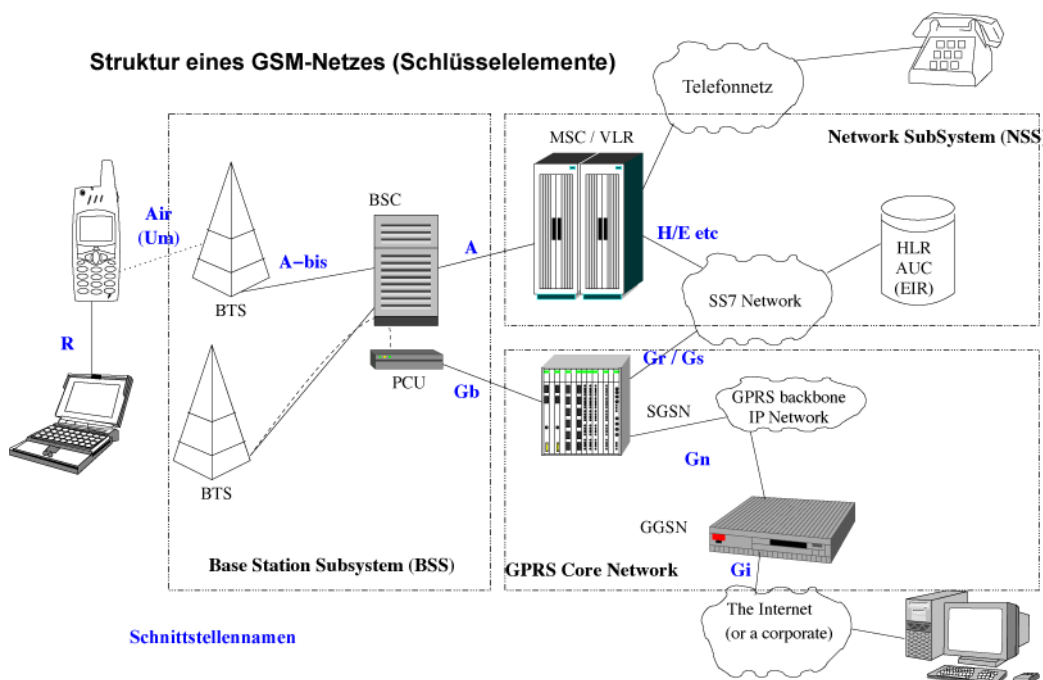 Struktur eines GSM-Netzes (Schlüsselelemente)
Telefonnetz
MSC / VLR
Network SubSystem (NSS
BSC
Air
(Um)
A
H/E etc
HLR
AUC
(EIR)
A-bis
SS7 Network
BTS
R
Gr / Gs
PCU
Gb
SGSN
GPRS backbone
IP Network
Gn
BTS
GGSN
Base Station Subsystem (BSS)
GPRS Core Network
Gi
The Internet
(or a corporate)
Schnittstellennamen